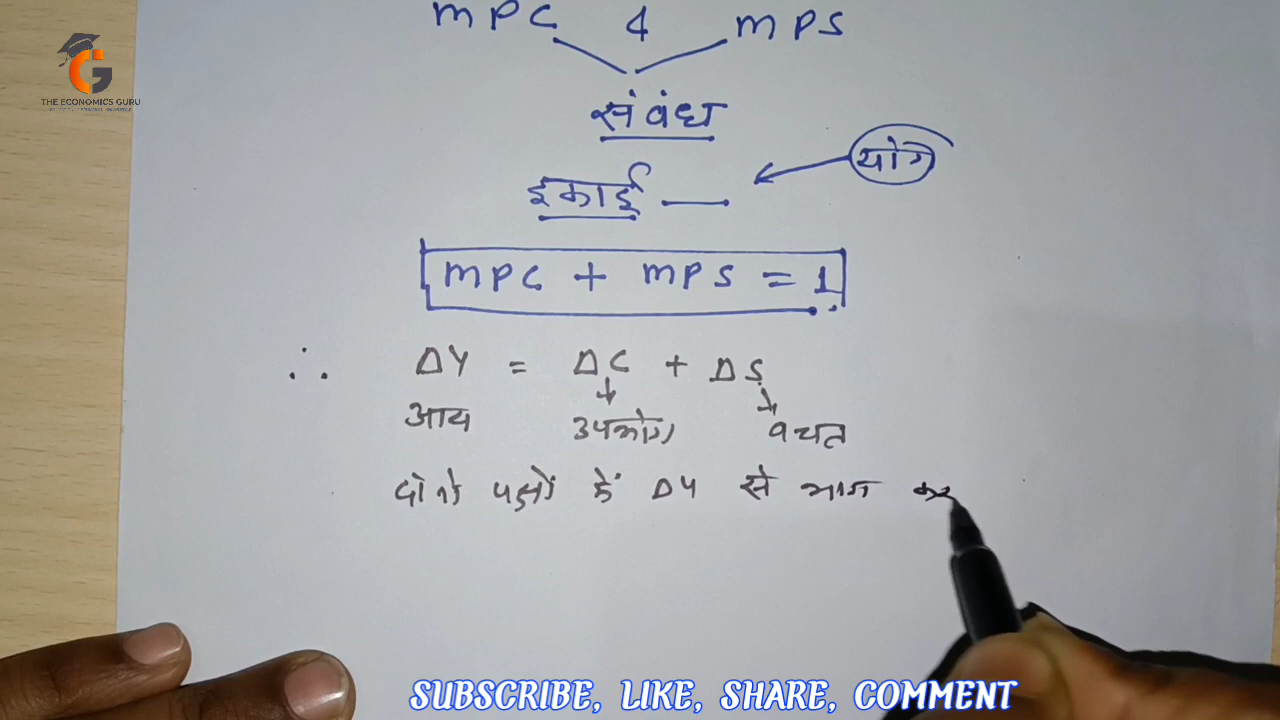 MPC & MPS
THE ECONOMICS GURU
संबंध
योग
इकाई —
MPC + MPS = 1
∴ ΔY = ΔC + ΔS
आय उपभोग बचत
दोनों पक्षों में ΔY से भाग कर
SUBSCRIBE, LIKE, SHARE, COMMENT